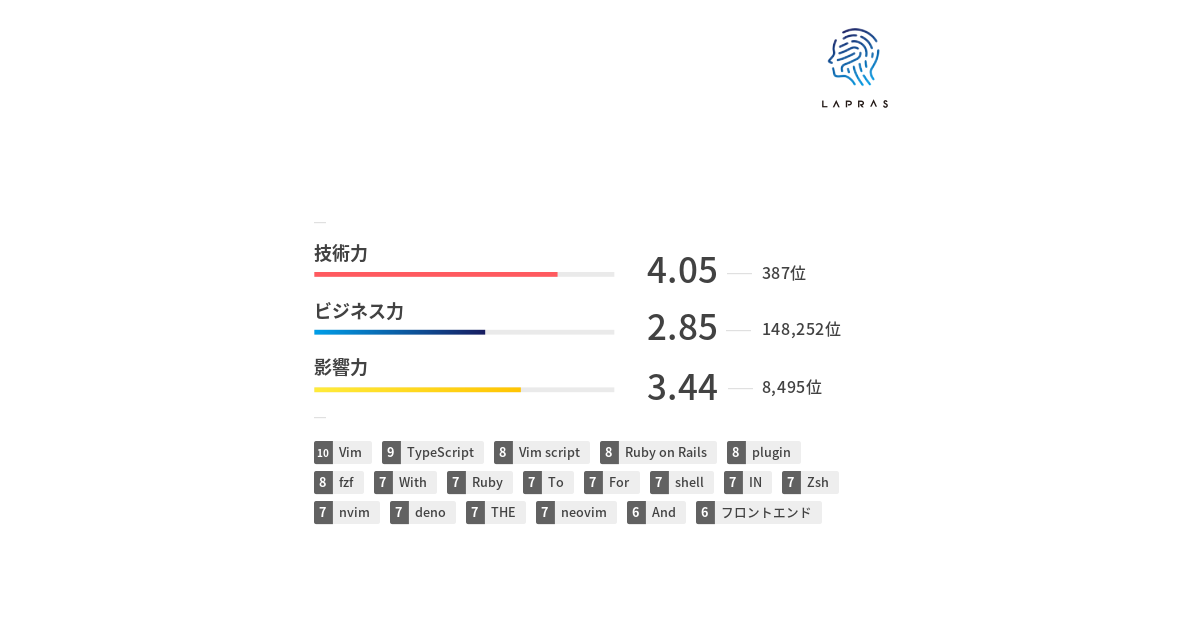 LAPRAS
技術力
4.05 387位
ビジネス力
2.85 148,252位
影響力
3.44 8,495位
10 Vim 9 TypeScript 8 Vim script 8 Ruby on Rails 8 plugin
8 fzf 7 With 7 Ruby 7 To 7 For 7 shell 7 IN 7 Zsh
7 nvim 7 deno 7 THE 7 neovim 6 And 6 フロントエンド